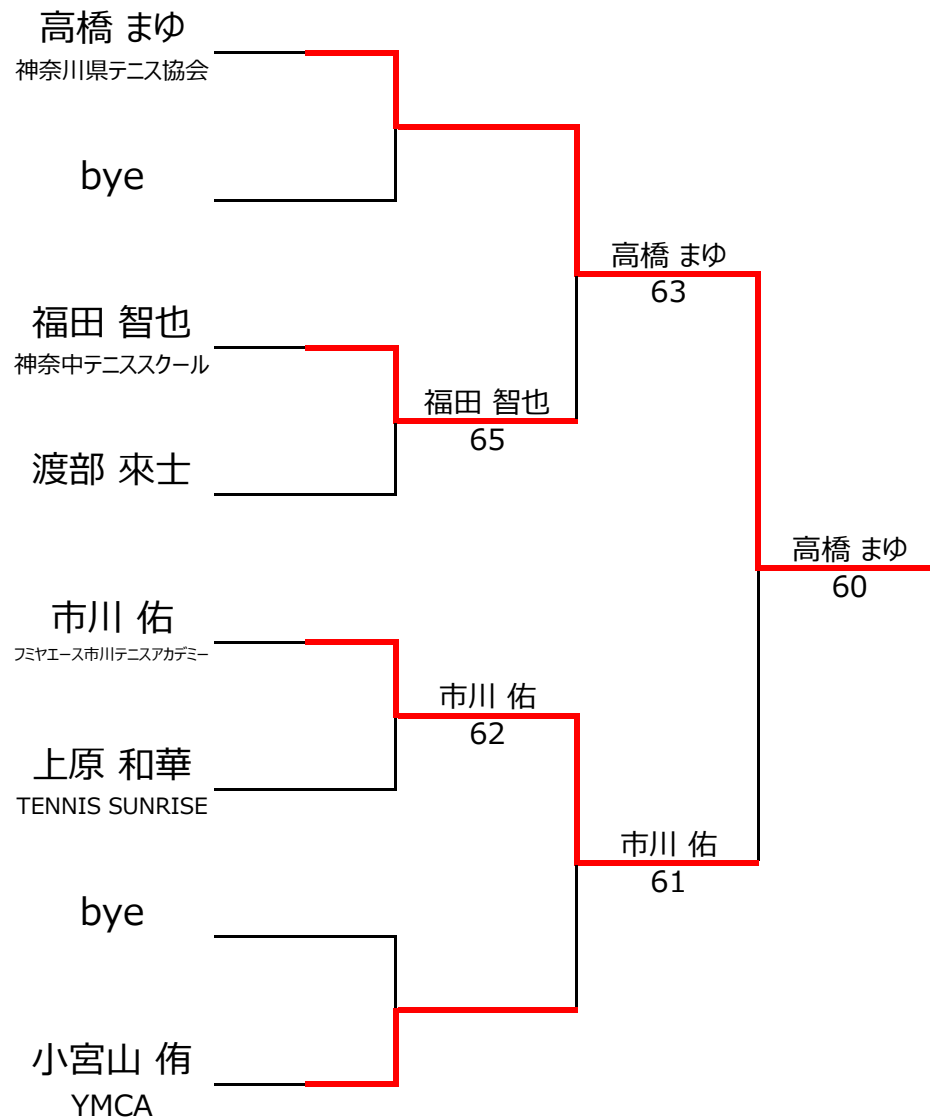 高橋 まゆ
神奈川県テニス協会
bye
福田 智也
神奈中テニススクール
渡部 來士
市川 佑
フミヤエース市川テニスアカデミー
上原 和華
TENNIS SUNRISE
bye
小宮山 侑
YMCA
福田 智也
65
市川 佑
62
高橋 まゆ
63
市川 佑
61
高橋 まゆ
60